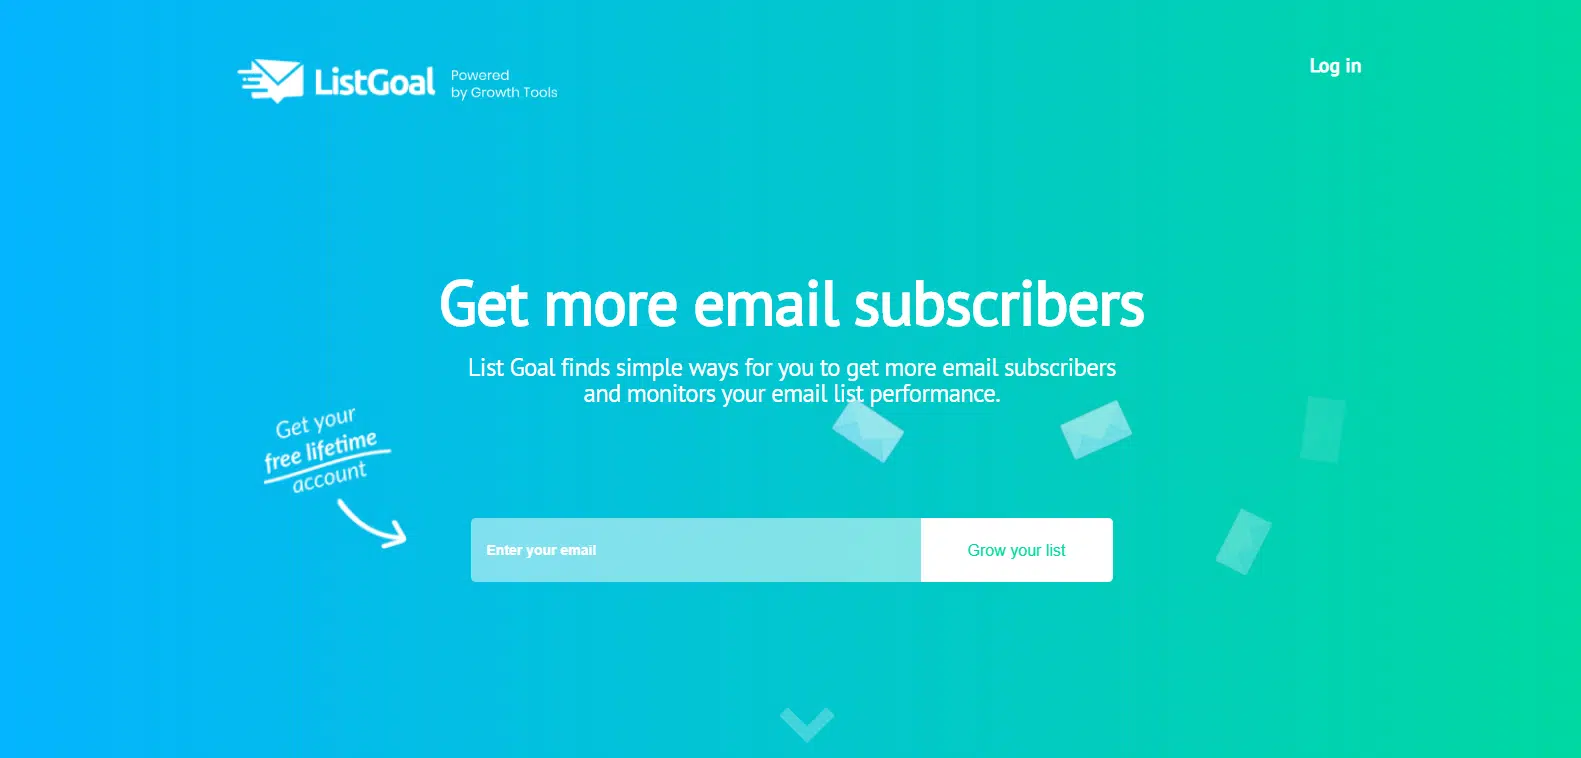 ListGoal
Powered
by Growth Tools
Log in
Get more email subscribers
List Goal finds simple ways for you to get more email subscribers
and monitors your email list performance.
Get your
free lifetime
account
Enter your email
Grow your list